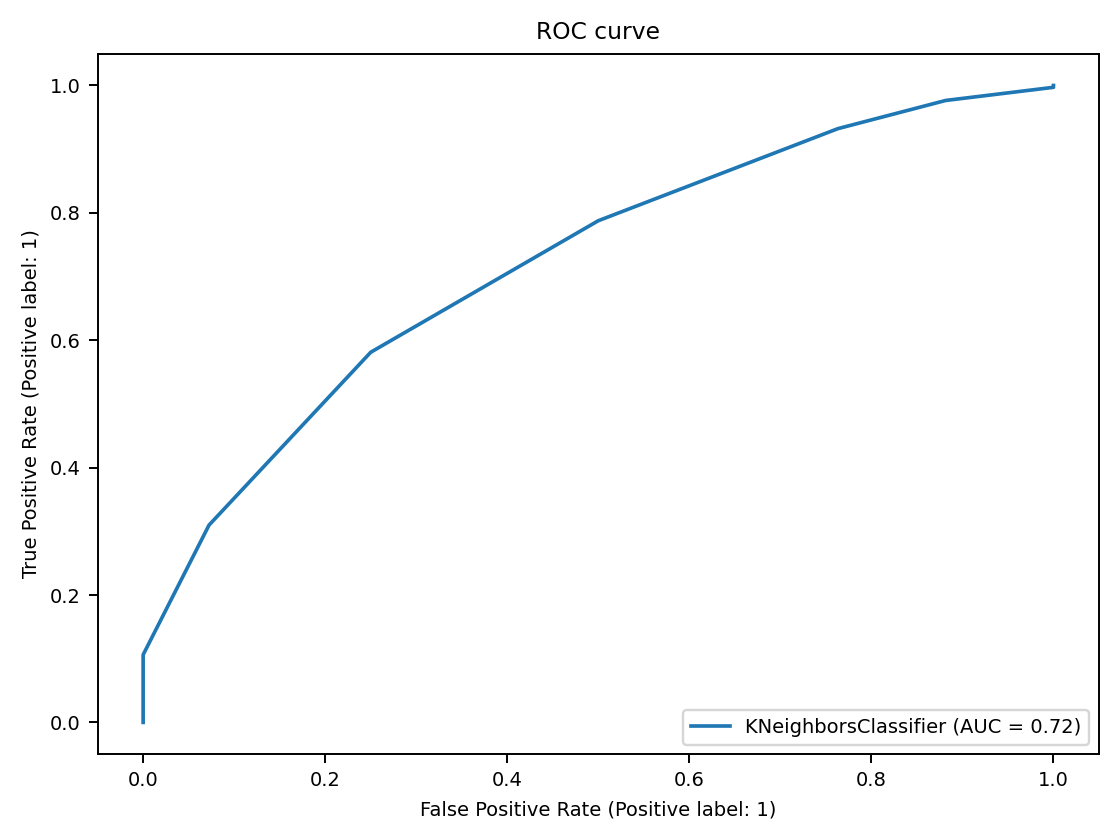 ROC curve
True Positive Rate (Positive label: 1)
1.0
0.8
0.6
0.4
0.2
0.0
KNeighborsClassifier (AUC = 0.72)
0.0 0.2 0.4 0.6 0.8 1.0
False Positive Rate (Positive label: 1)